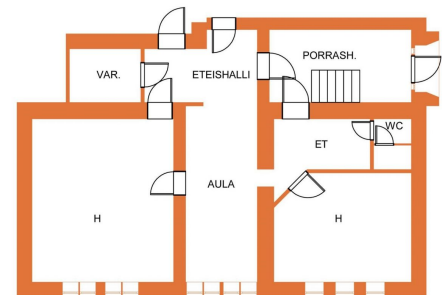 PORRASH.
VAR.
ETEISHALLI
WC
ET
AULA
H
H